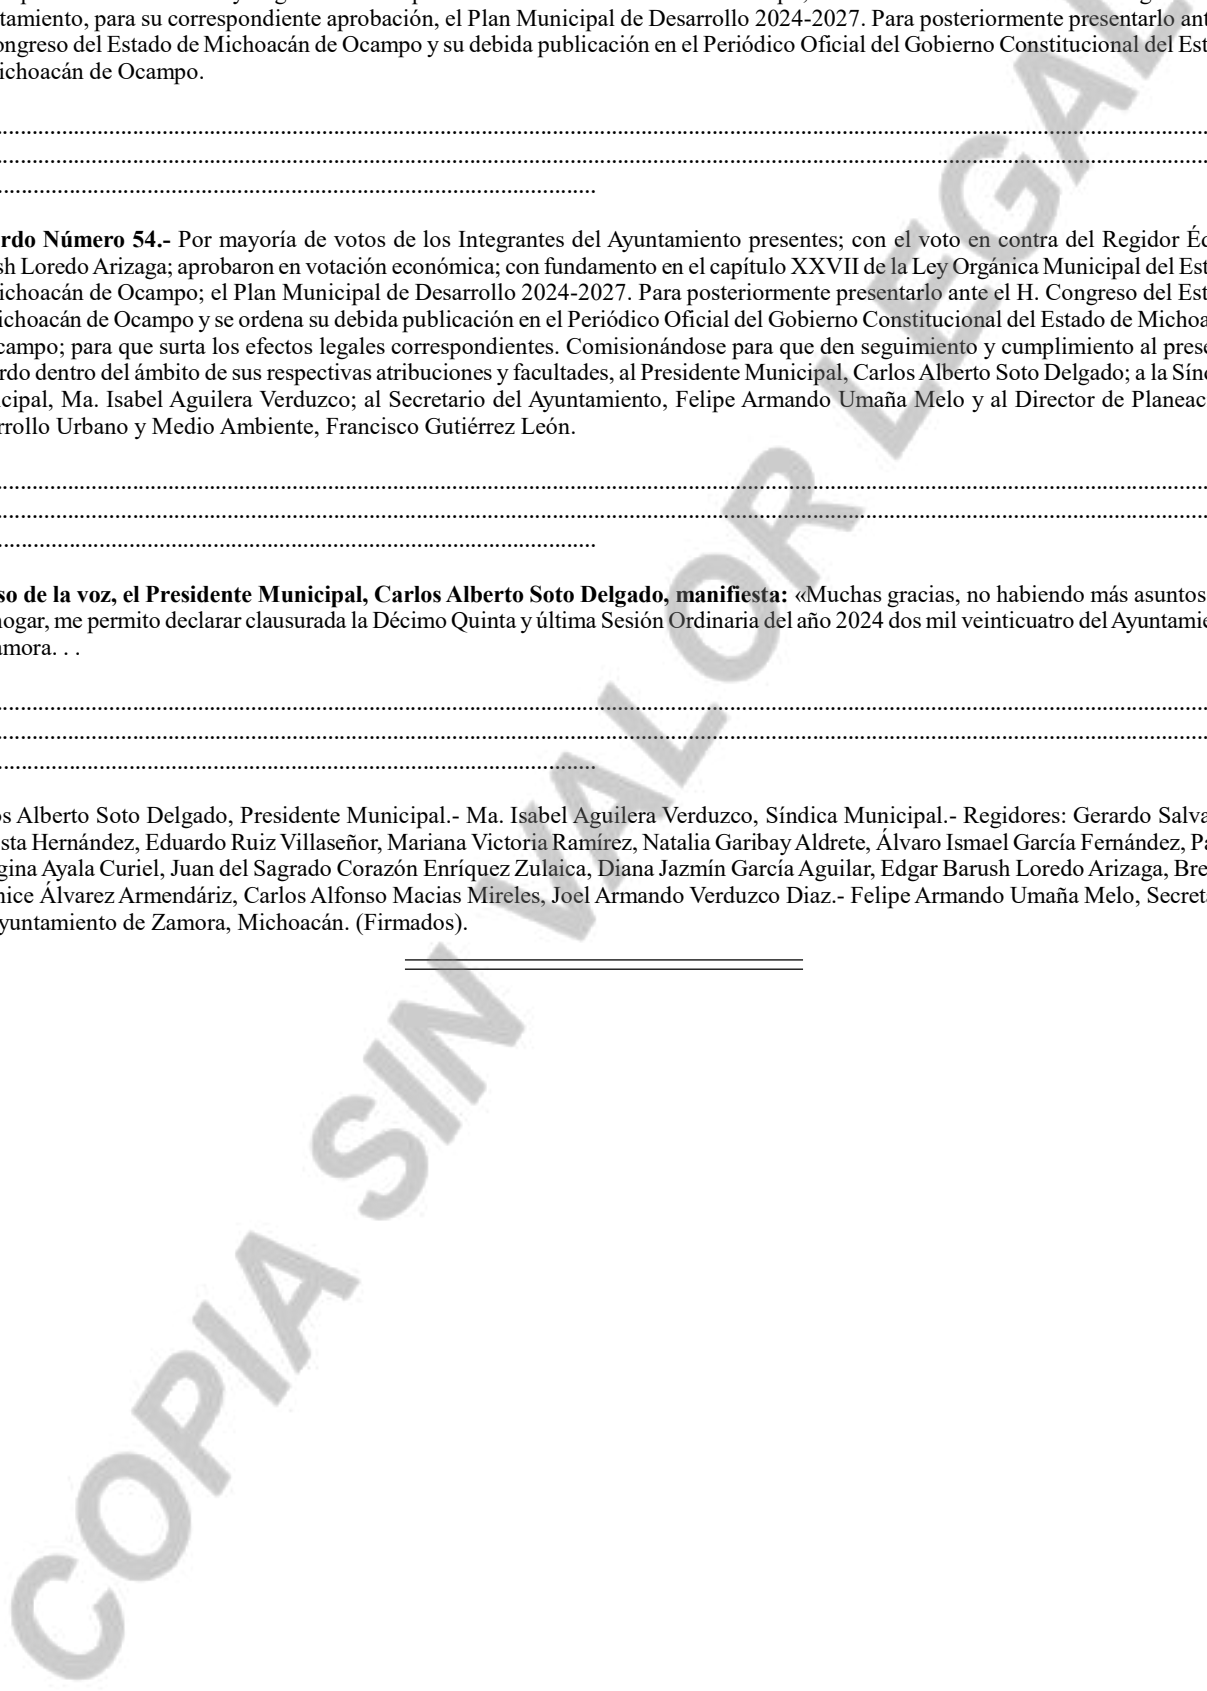 tamiento, para su correspondiente aprobación, el Plan Municipal de Desarrollo 2024-2027. Para posteriormente presentarlo ant
ongreso del Estado de Michoacán de Ocampo y su debida publicación en el Periódico Oficial del Gobierno Constitucional del Est
ichoacán de Ocampo.
rdo Número 54.- Por mayoría de votos de los Integrantes del Ayuntamiento presentes; con el voto en contra del Regidor Éd
sh Loredo Arizaga; aprobaron en votación económica; con fundamento en el capítulo XXVII de la Ley Orgánica Municipal del Est
ichoacán de Ocampo; el Plan Municipal de Desarrollo 2024-2027. Para posteriormente presentarlo ante el H. Congreso del Est
ichoacán de Ocampo y se ordena su debida publicación en el Periódico Oficial del Gobierno Constitucional del Estado de Michoa
campo; para que surta los efectos legales correspondientes. Comisionándose para que den seguimiento y cumplimiento al prese
rdo dentro del ámbito de sus respectivas atribuciones y facultades, al Presidente Municipal, Carlos Alberto Soto Delgado; a la Sínd
cipal, Ma. Isabel Aguilera Verduzco; al Secretario del Ayuntamiento, Felipe Armando Umaña Melo y al Director de Planeac
rrollo Urbano y Medio Ambiente, Francisco Gutiérrez León.
so de la voz, el Presidente Municipal, Carlos Alberto Soto Delgado, manifiesta: «Muchas gracias, no habiendo más asuntos
hogar, me permito declarar clausurada la Décimo Quinta y última Sesión Ordinaria del año 2024 dos mil veinticuatro del Ayuntamie
amora. . .
os Alberto Soto Delgado, Presidente Municipal.- Ma. Isabel Aguilera Verduzco, Síndica Municipal.- Regidores: Gerardo Salva
sta Hernández, Eduardo Ruiz Villaseñor, Mariana Victoria Ramírez, Natalia Garibay Aldrete, Álvaro Ismael García Fernández, Pa
gina Ayala Curiel, Juan del Sagrado Corazón Enríquez Zulaica, Diana Jazmín García Aguilar, Edgar Barush Loredo Arizaga, Bre
nice Álvarez Armendáriz, Carlos Alfonso Macias Mireles, Joel Armando Verduzco Diaz.- Felipe Armando Umaña Melo, Secreta
yuntamiento de Zamora, Michoacán. (Firmados).
COPIA SIN VALOR LEGAL